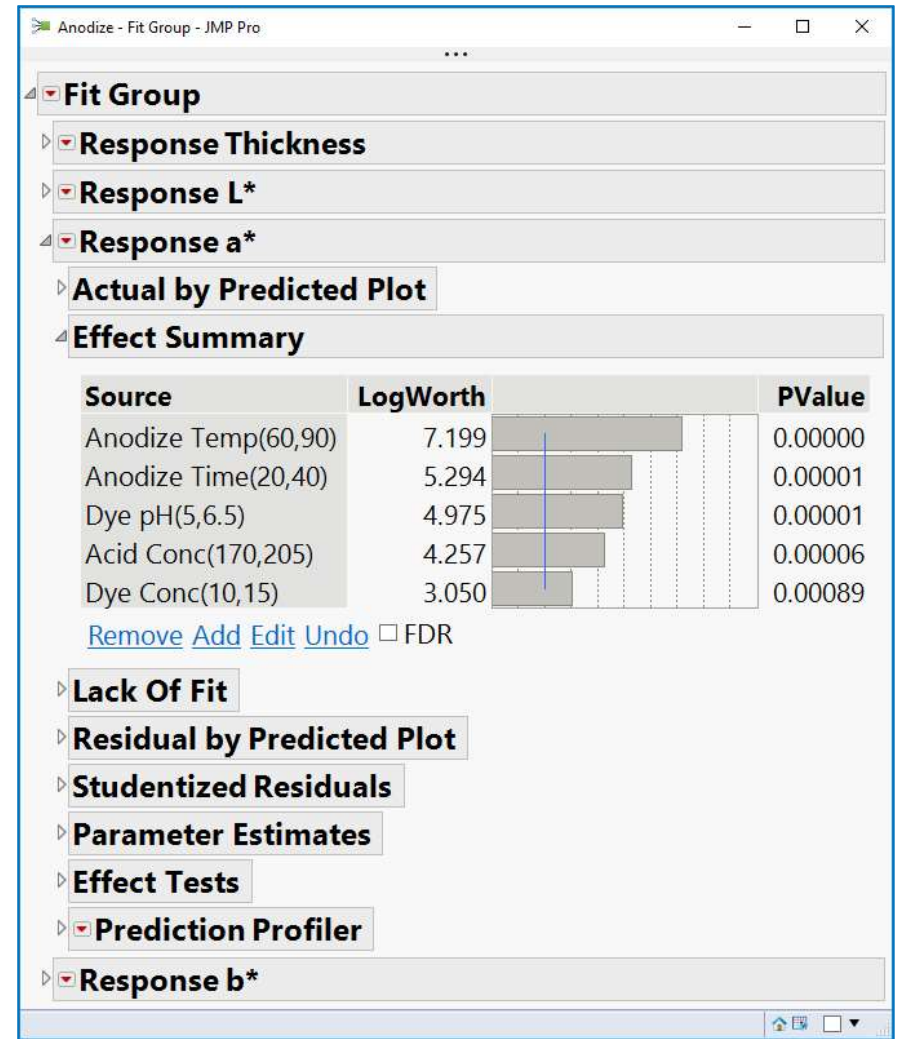 Anodize - Fit Group - JMP Pro
Fit Group
Response Thickness
Response L*
Response a*
Actual by Predicted Plot
Effect Summary
Source LogWorth PValue
Anodize Temp(60,90) 7.199 0.00000
Anodize Time(20,40) 5.294 0.00001
Dye pH(5,6.5) 4.975 0.00001
Acid Conc(170,205) 4.257 0.00006
Dye Conc(10,15) 3.050 0.00089
Remove Add Edit Undo FDR
Lack Of Fit
Residual by Predicted Plot
Studentized Residuals
Parameter Estimates
Effect Tests
Prediction Profiler
Response b*